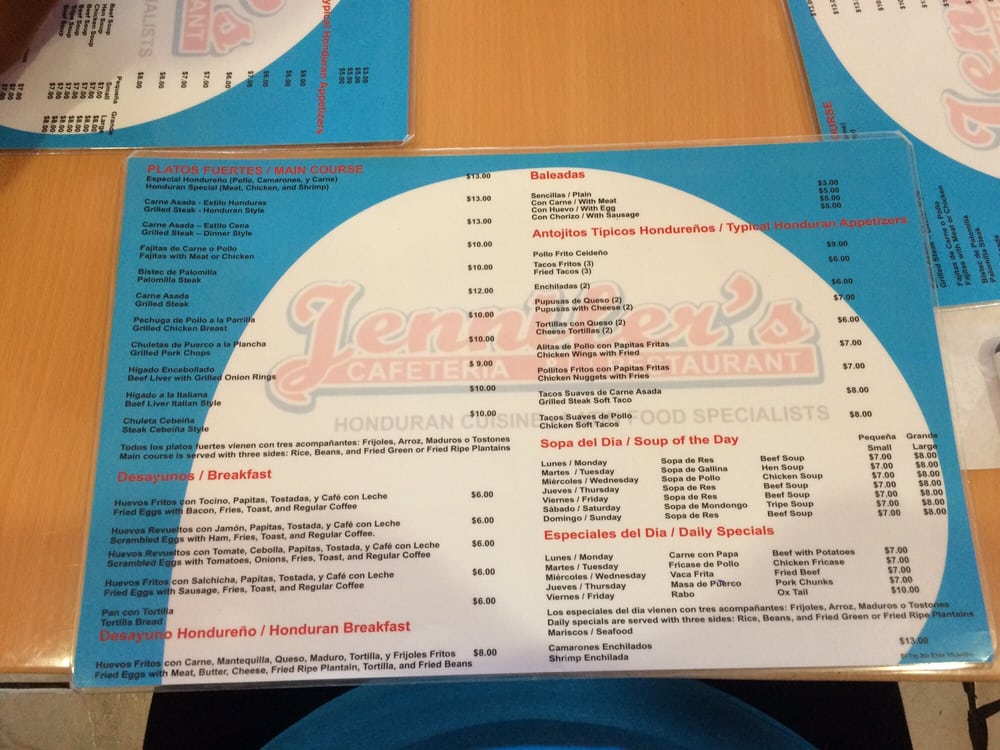 PLATOS FUERTES / MAIN COURSE
Especial Hondureño (Pollo, Camarones, y Carne) $13.00
Honduran Special (Meat, Chicken, and Shrimp)
Carne Asada - Estilo Honduras $13.00
Grilled Steak - Honduran Style
Carne Asada – Estilo Cena $13.00
Grilled Steak – Dinner Style
Fajitas de Carne o Pollo $10.00
Fajitas with Meat or Chicken
Bistec de Palomilla $10.00
Palomilla Steak
Carne Asada $12.00
Grilled Steak
Pechuga de Pollo a la Parrilla $10.00
Grilled Chicken Breast
Chuletas de Puerco a la Plancha $10.00
Grilled Pork Chops
Higado Encebollado $ 9.00
Beef Liver with Grilled Onion Rings
Higado a la Italiana $10.00
Beef Liver Italian Style
Chuleta Cebeiña $10.00
Steak Cebeiña Style
Todos los platos fuertes vienen con tres acompañantes: Frijoles, Arroz, Maduros o Tostones
Main course is served with three sides: Rice, Beans, and Fried Green or Fried Ripe Plantains
Desayunos / Breakfast
Huevos Fritos con Tocino, Papitas, Tostadas, y Café con Leche $6.00
Fried Eggs with Bacon, Fries, Toast, and Regular Coffee
Huevos Revueltos con Jamón, Papitas, Tostada, y Café con Leche $6.00
Scrambled Eggs with Ham, Fries, Toast, and Regular Coffee.
Huevos Revueltos con Tomate, Cebolla, Papitas, Tostada, y Café con Leche $6.00
Scrambled Eggs with Tomatoes, Onions, Fries, Toast, and Regular Coffee
Huevos Fritos con Salchicha, Papitas, Tostada, y Café con Leche $6.00
Fried Eggs with Sausage, Fries, Toast, and Regular Coffee
Pan con Tortilla $6.00
Tortilla Bread
Desayuno Hondureño / Honduran Breakfast
Huevos Fritos con Carne, Mantequilla, Queso, Maduro, Tortilla, y Frijoles Fritos $8.00
Fried Eggs with Meat, Butter, Cheese, Fried Ripe Plantain, Tortilla, and Fried Beans
Baleadas
Sencillas / Plain $3.00
Con Carne / With Meat $5.00
Con Huevo / With Egg $5.00
Con Chorizo / With Sausage $5.00
Antojitos Tipicos Hondureños / Typical Honduran Appetizers
Pollo Frito Ceideño $9.00
Tacos Fritos (3) $6.00
Fried Tacos (3)
Enchiladas (2) $6.00
Pupusas de Queso (2) $7.00
Pupusas with Cheese (2)
Tortillas con Queso (2) $6.00
Cheese Tortillas (2)
Alitas de Pollo con Papitas Fritas $7.00
Chicken Wings with Fried
Pollitos Fritos con Papitas Fritas $7.00
Chicken Nuggets with Fries
Tacos Suaves de Carne Asada $8.00
Grilled Steak Soft Taco
Tacos Suaves de Pollo $8.00
Chicken Soft Tacos
Sopa del Dia / Soup of the Day
Pequeña Grande
Small Large
Lunes / Monday Sopa de Res Beef Soup $7.00 $8.00
Martes / Tuesday Sopa de Gallina Hen Soup $7.00 $8.00
Miércoles / Wednesday Sopa de Pollo Chicken Soup $7.00 $8.00
Jueves / Thursday Sopa de Res Beef Soup $7.00 $8.00
Viernes / Friday Sopa de Res Beef Soup $7.00 $8.00
Sábado / Saturday Sopa de Mondongo Tripe Soup $7.00 $8.00
Domingo / Sunday Sopa de Res Beef Soup $7.00 $8.00
Especiales del Dia / Daily Specials
Lunes / Monday Carne con Papa Beef with Potatoes $7.00
Martes / Tuesday Fricase de Pollo Chicken Fricase $7.00
Miércoles / Wednesday Vaca Frita Fried Beef $7.00
Jueves / Thursday Masa de Puerco Pork Chunks $7.00
Viernes / Friday Rabo Ox Tail $10.00
Los especiales del dia vienen con tres acompañantes: Frijoles, Arroz, Maduros o Tostones
Daily specials are served with three sides: Rice, Beans, and Fried Green or Fried Ripe Plantains
Mariscos / Seafood
Camarones Enchilados $13.00
Shrimp Enchilada
Jennifer's
CAFETERIA RESTAURANT
HONDURAN CUISINE FOOD SPECIALISTS